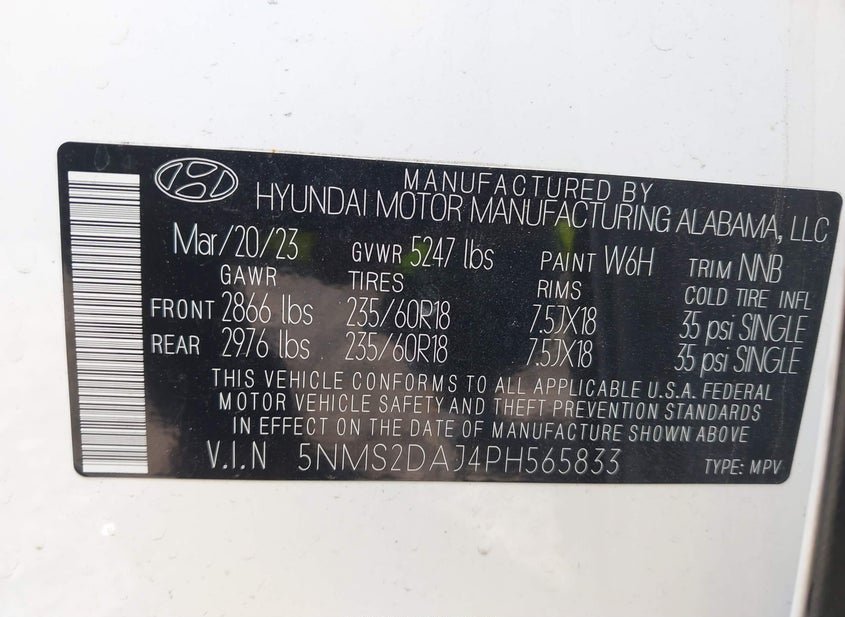 MANUFACTURED BY
HYUNDAI MOTOR MANUFACTURING ALABAMA, LLC
Mar/20/23 GVWR 5247 lbs PAINT W6H TRIM NNB
GAWR TIRES RIMS COLD TIRE INFL
FRONT 2866 lbs 235/60R18 7.5JX18 35 psi SINGLE
REAR 2976 lbs 235/60R18 7.5JX18 35 psi SINGLE
THIS VEHICLE CONFORMS TO ALL APPLICABLE U.S.A. FEDERAL
MOTOR VEHICLE SAFETY AND THEFT PREVENTION STANDARDS
IN EFFECT ON THE DATE OF MANUFACTURE SHOWN ABOVE.
V.I.N 5NMS2DAJ4PH565833 TYPE: MPV